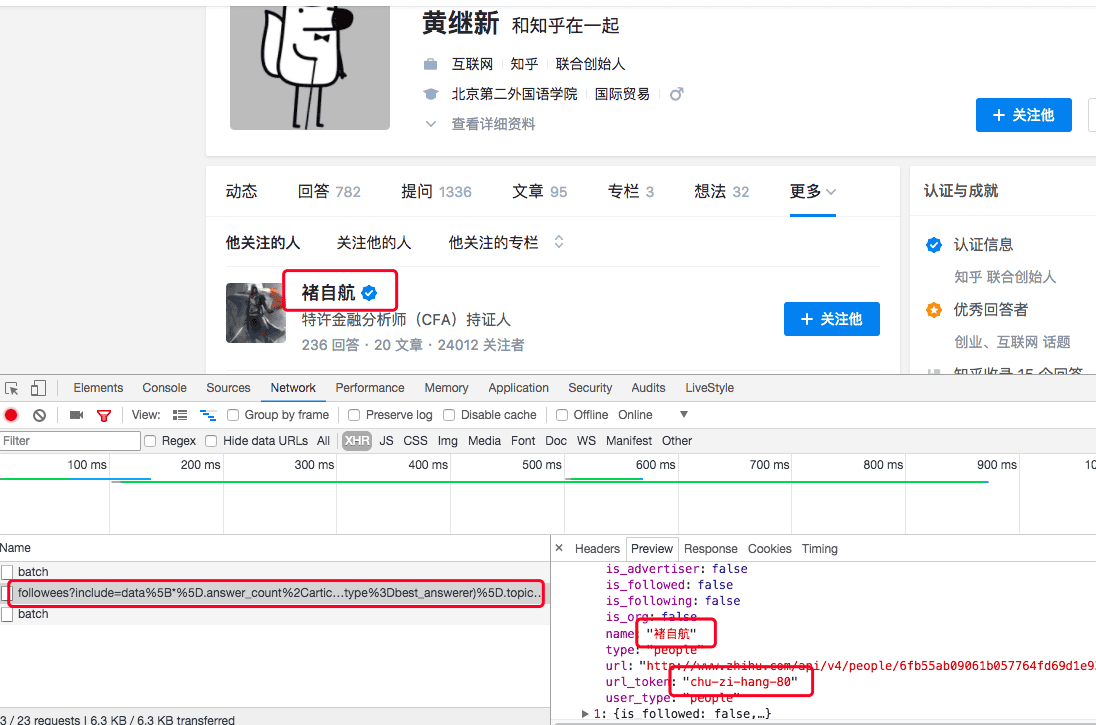 黄继新 和知乎在一起
互联网 知乎 联合创始人
北京第二外国语学院 国际贸易
查看详细资料
+ 关注他
动态 回答 782 提问 1336 文章 95 专栏 3 想法 32 更多
认证与成就
他关注的人 关注他的人 他关注的专栏
认证信息
知乎 联合创始人
褚自航
特许金融分析师（CFA）持证人
236 回答 · 20 文章 · 24012 关注者
+ 关注他
优秀回答者
创业、互联网 话题
知乎收录 15 个回答
Elements Console Sources Network Performance Memory Application Security Audits LiveStyle
View: Group by frame Preserve log Disable cache Offline Online
Filter Regex Hide data URLs All XHR JS CSS Img Media Font Doc WS Manifest Other
100 ms 200 ms 300 ms 400 ms 500 ms 600 ms 700 ms 800 ms 900 ms 10
Name
batch
followees?include=data%5B*%5D.answer_count%2Cartic…type%3Dbest_answerer)%5D.topic…
batch
3 / 23 requests | 6.3 KB / 6.3 KB transferred
× Headers Preview Response Cookies Timing
is_advertiser: false
is_followed: false
is_following: false
is_org: false
name: "褚自航"
type: "people"
url: "http://www.zhihu.com/api/v4/people/6fb55ab09061b057764fd69d1e93
url_token: "chu-zi-hang-80"
user_type: "people"
1: {is_followed: false,…}